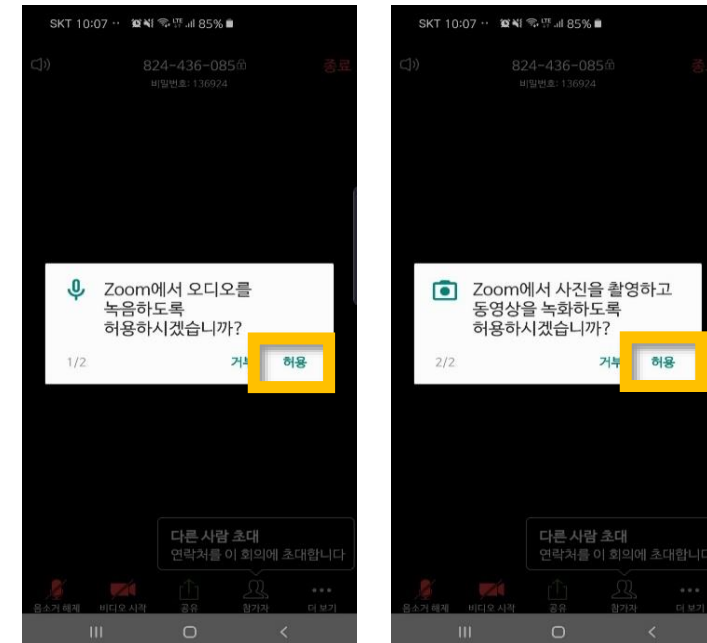 SKT 10:07 ·· LTE 85%
824-436-085
종료
비밀번호: 136924
Zoom에서 오디오를
녹음하도록
허용하시겠습니까?
1/2
허용
다른 사람 초대
연락처를 이 회의에 초대합니다
음소거 해제 비디오 시작 공유 참가자 더 보기
SKT 10:07 ·· LTE 85%
824-436-085
비밀번호: 136924
Zoom에서 사진을 촬영하고
동영상을 녹화하도록
허용하시겠습니까?
2/2
허용
다른 사람 초대
연락처를 이 회의에 초대합니다
음소거 해제 비디오 시작 공유 참가자 더 보기